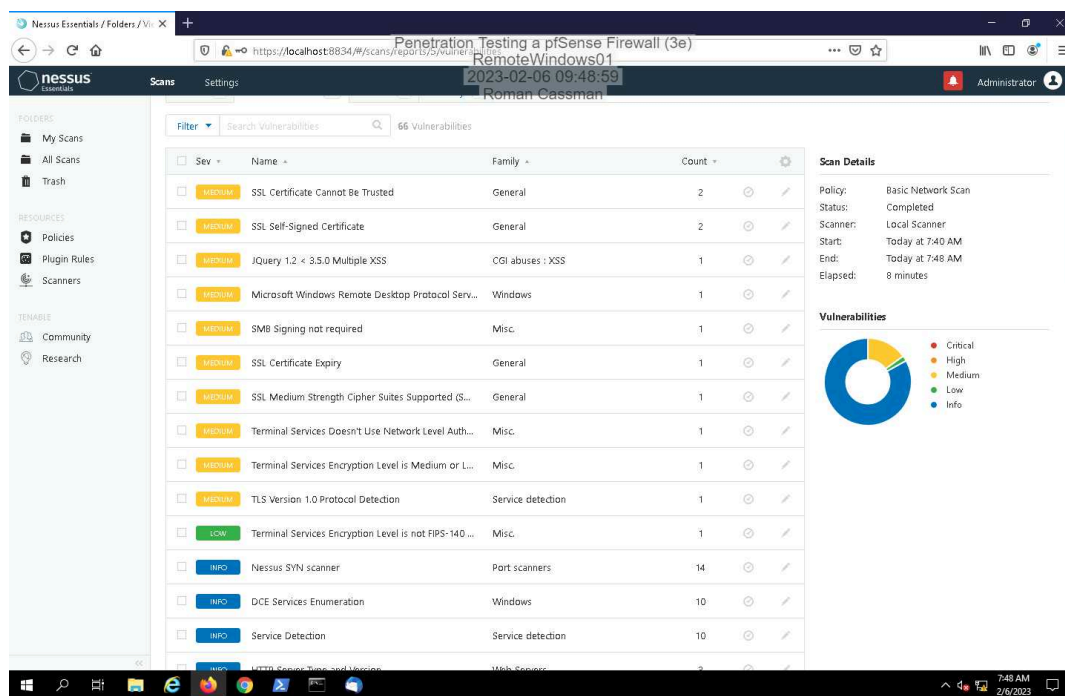 Nessus Essentials / Folders / Vi
Penetration Testing a pfSense Firewall (3e)
https://localhost:8834/#/scans/reports/5/vulnerabilities
RemoteWindows01
2023-02-06 09:48:59
Roman Cassman
nessus
Essentials
Scans
Settings
Administrator
FOLDERS
My Scans
All Scans
Trash
RESOURCES
Policies
Plugin Rules
Scanners
TENABLE
Community
Research
Filter
Search Vulnerabilities
66 Vulnerabilities
Sev Name Family Count
MEDIUM SSL Certificate Cannot Be Trusted General 2
MEDIUM SSL Self-Signed Certificate General 2
MEDIUM JQuery 1.2 < 3.5.0 Multiple XSS CGI abuses : XSS 1
MEDIUM Microsoft Windows Remote Desktop Protocol Serv... Windows 1
MEDIUM SMB Signing not required Misc. 1
MEDIUM SSL Certificate Expiry General 1
MEDIUM SSL Medium Strength Cipher Suites Supported (S... General 1
MEDIUM Terminal Services Doesn't Use Network Level Auth... Misc. 1
MEDIUM Terminal Services Encryption Level is Medium or L... Misc. 1
MEDIUM TLS Version 1.0 Protocol Detection Service detection 1
LOW Terminal Services Encryption Level is not FIPS-140 ... Misc. 1
INFO Nessus SYN scanner Port scanners 14
INFO DCE Services Enumeration Windows 10
INFO Service Detection Service detection 10
INFO HTTP Server Type and Version Web Servers
Scan Details
Policy: Basic Network Scan
Status: Completed
Scanner: Local Scanner
Start: Today at 7:40 AM
End: Today at 7:48 AM
Elapsed: 8 minutes
Vulnerabilities
Critical
High
Medium
Low
Info
7:48 AM
2/6/2023